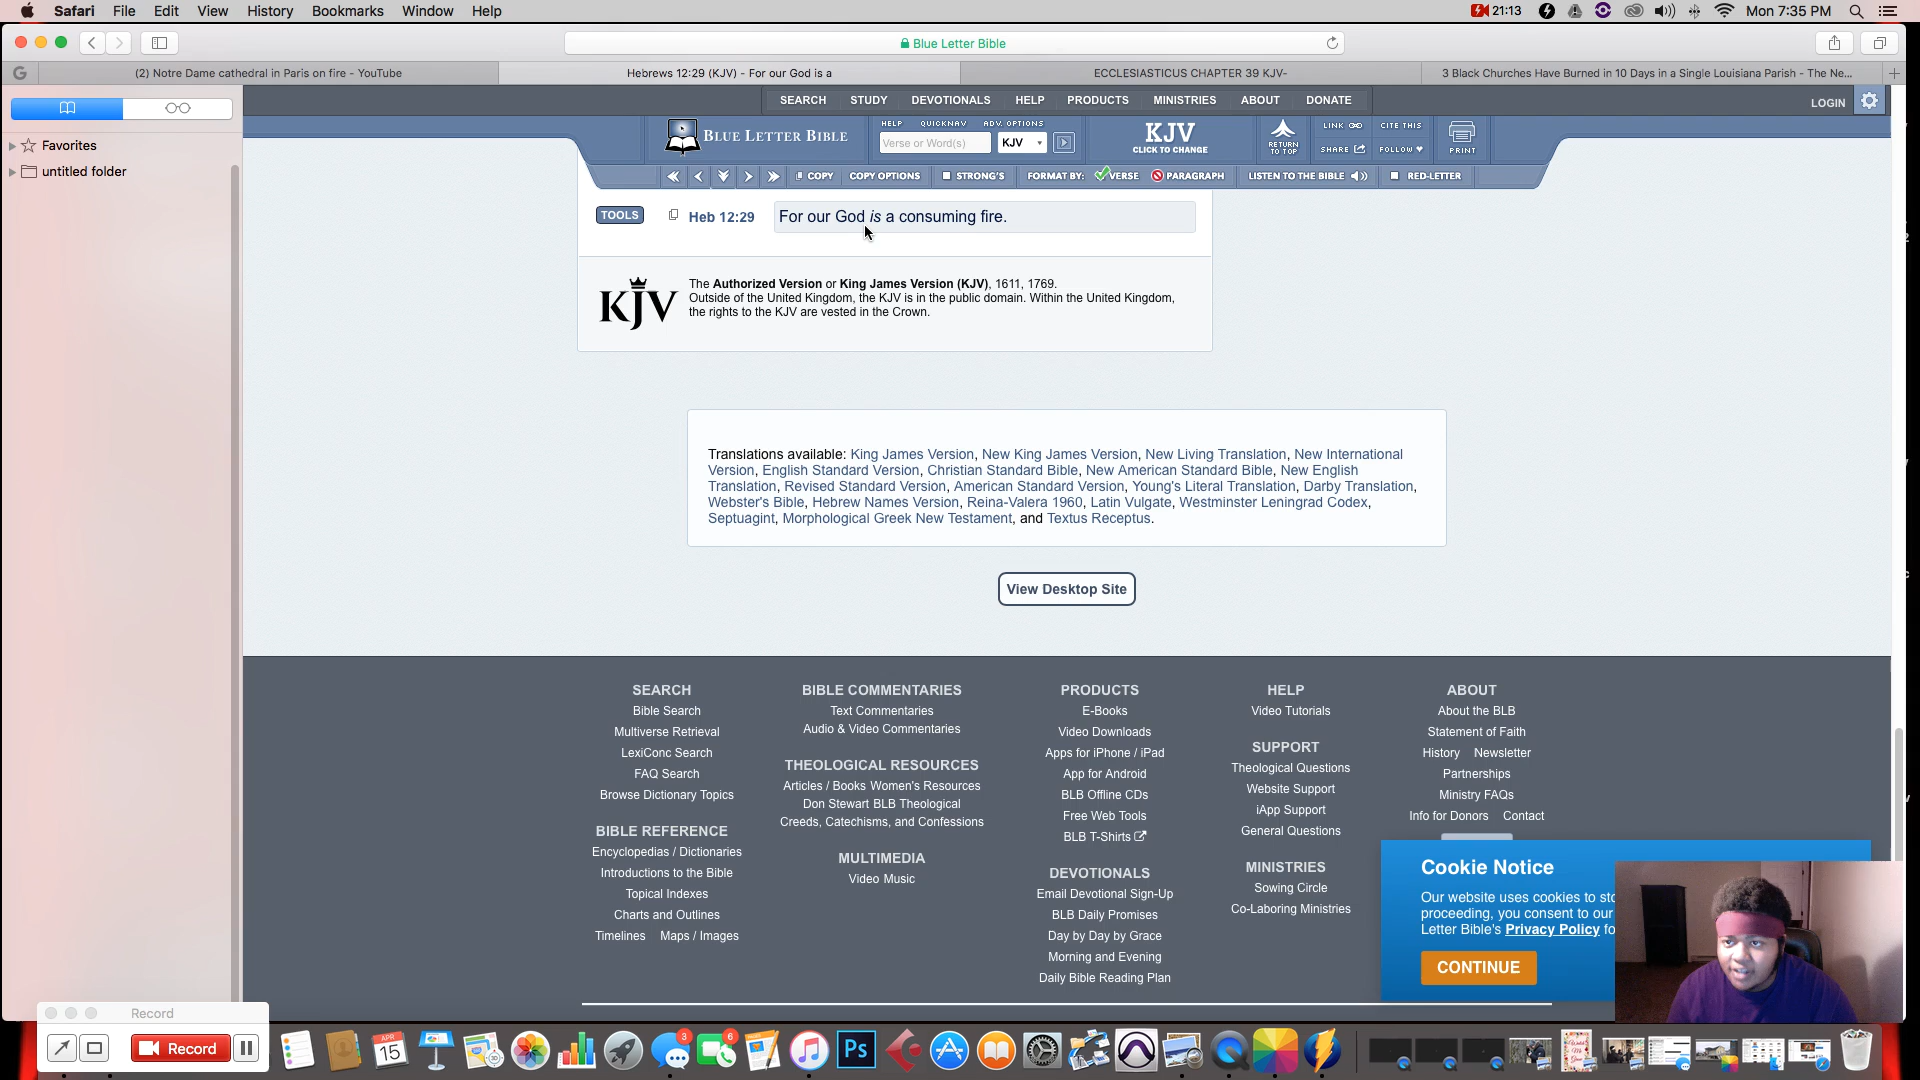 Safari File Edit View History Bookmarks Window Help 21:13 Mon 7:35 PM
Blue Letter Bible
(2) Notre Dame cathedral in Paris on fire - YouTube
Hebrews 12:29 (KJV) - For our God is a
ECCLESIASTICUS CHAPTER 39 KJV-
3 Black Churches Have Burned in 10 Days in a Single Louisiana Parish - The Ne...
Favorites
untitled folder
SEARCH STUDY DEVOTIONALS HELP PRODUCTS MINISTRIES ABOUT DONATE
LOGIN
BLUE LETTER BIBLE
HELP QUICKNAV ADV. OPTIONS
Verse or Word(s) KJV
KJV
CLICK TO CHANGE
RETURN
TO TOP
LINK CITE THIS
SHARE FOLLOW
PRINT
COPY COPY OPTIONS STRONG'S FORMAT BY: VERSE PARAGRAPH LISTEN TO THE BIBLE RED-LETTER
TOOLS Heb 12:29 For our God is a consuming fire.
KJV
The Authorized Version or King James Version (KJV), 1611, 1769.
Outside of the United Kingdom, the KJV is in the public domain. Within the United Kingdom,
the rights to the KJV are vested in the Crown.
Translations available: King James Version, New King James Version, New Living Translation, New International
Version, English Standard Version, Christian Standard Bible, New American Standard Bible, New English
Translation, Revised Standard Version, American Standard Version, Young's Literal Translation, Darby Translation,
Webster's Bible, Hebrew Names Version, Reina-Valera 1960, Latin Vulgate, Westminster Leningrad Codex,
Septuagint, Morphological Greek New Testament, and Textus Receptus.
View Desktop Site
SEARCH
Bible Search
Multiverse Retrieval
LexiConc Search
FAQ Search
Browse Dictionary Topics
BIBLE REFERENCE
Encyclopedias / Dictionaries
Introductions to the Bible
Topical Indexes
Charts and Outlines
Timelines Maps / Images
BIBLE COMMENTARIES
Text Commentaries
Audio & Video Commentaries
THEOLOGICAL RESOURCES
Articles / Books Women's Resources
Don Stewart BLB Theological
Creeds, Catechisms, and Confessions
MULTIMEDIA
Video Music
PRODUCTS
E-Books
Video Downloads
Apps for iPhone / iPad
App for Android
BLB Offline CDs
Free Web Tools
BLB T-Shirts
DEVOTIONALS
Email Devotional Sign-Up
BLB Daily Promises
Day by Day by Grace
Morning and Evening
Daily Bible Reading Plan
HELP
Video Tutorials
SUPPORT
Theological Questions
Website Support
iApp Support
General Questions
MINISTRIES
Sowing Circle
Co-Laboring Ministries
ABOUT
About the BLB
Statement of Faith
History Newsletter
Partnerships
Ministry FAQs
Info for Donors Contact
Cookie Notice
Our website uses cookies to sto
proceeding, you consent to our
Letter Bible's Privacy Policy fo
CONTINUE
Record
Record
APR
15
3
6
Ps